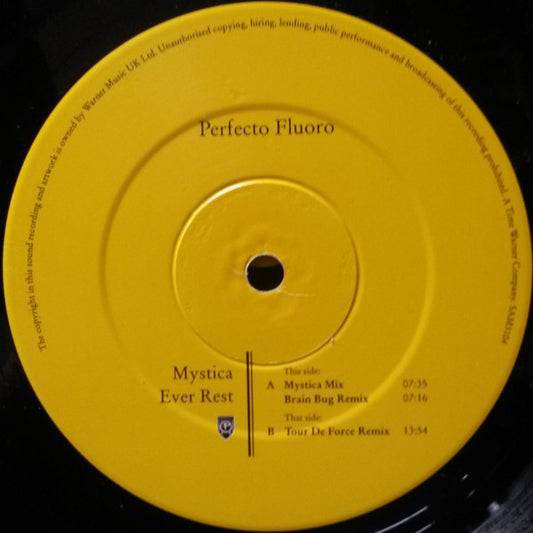 The copyright in this sound recording and artwork is owned by Warner Music UK Ltd. Unauthorised copying, hiring, lending, public performance and broadcasting of this recording prohibited. A Time Warner Company. SAM3104
Perfecto Fluoro
Mystica
Ever Rest
This side:
A Mystica Mix 07:35
Brain Bug Remix 07:16
That side:
B Tour De Force Remix 13:54